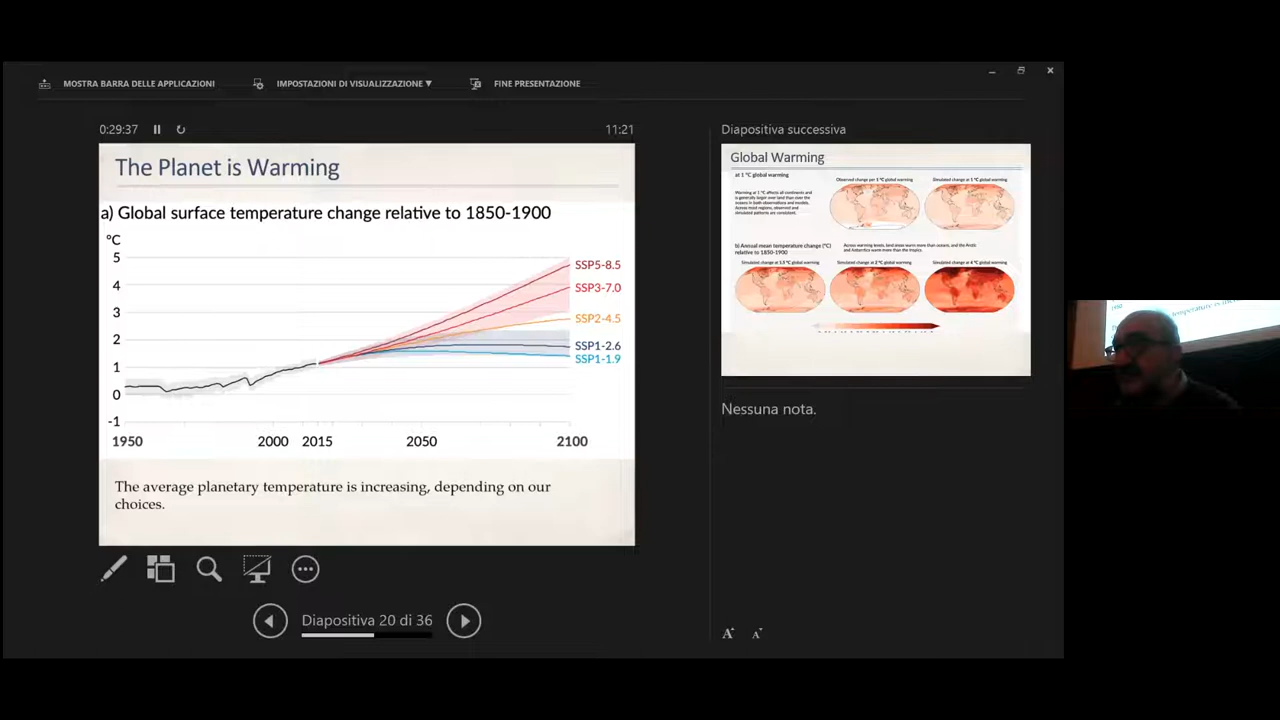 MOSTRA BARRA DELLE APPLICAZIONI
IMPOSTAZIONI DI VISUALIZZAZIONE ▼
FINE PRESENTAZIONE
0:29:37
11:21
The Planet is Warming
a) Global surface temperature change relative to 1850-1900
°C
5
4
3
2
1
0
-1
SSP5-8.5
SSP3-7.0
SSP2-4.5
SSP1-2.6
SSP1-1.9
1950
2000
2015
2050
2100
The average planetary temperature is increasing, depending on our
choices.
Diapositiva 20 di 36
Diapositiva successiva
Global Warming
at 1 °C global warming
Warming at 1 °C affects all continents and
is generally larger over land than over the
oceans in both observations and models.
Across most regions, observed and
simulated patterns are consistent.
Observed change per 1 °C global warming
Simulated change at 1 °C global warming
b) Annual mean temperature change (°C)
relative to 1850-1900
Across warming levels, land areas warm more than oceans, and the Arctic
and Antarctica warm more than the tropics.
Simulated change at 1.5 °C global warming
Simulated change at 2 °C global warming
Simulated change at 4 °C global warming
Nessuna nota.
A A